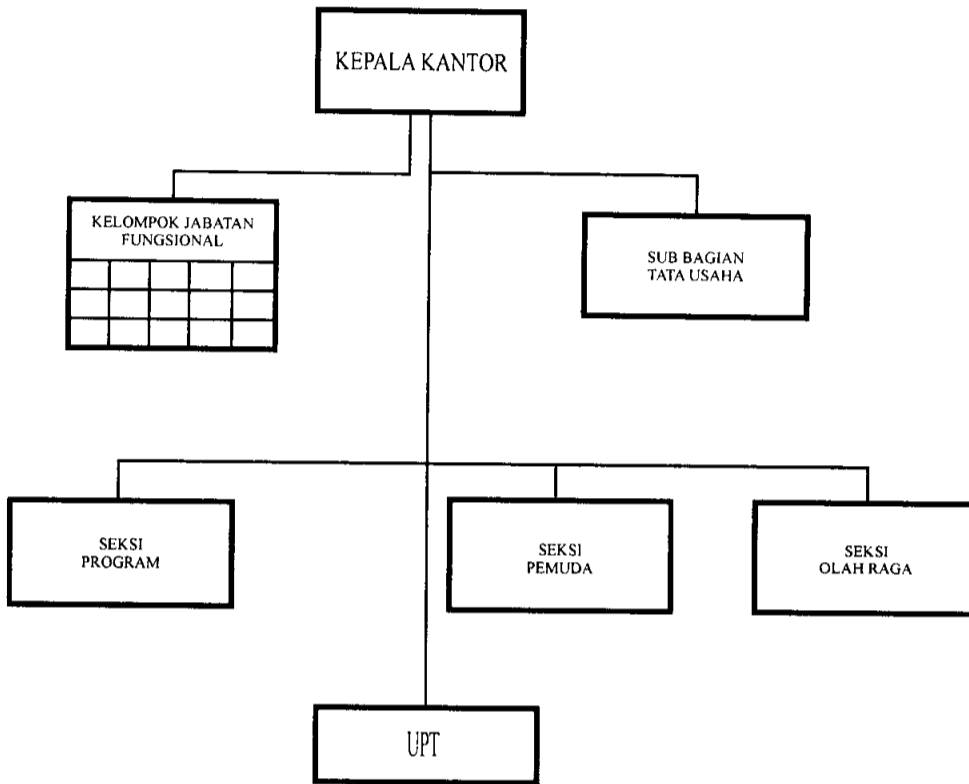 KEPALA KANTOR
KELOMPOK JABATAN
FUNGSIONAL
SUB BAGIAN
TATA USAHA
SEKSI
PROGRAM
SEKSI
PEMUDA
SEKSI
OLAH RAGA
UPT